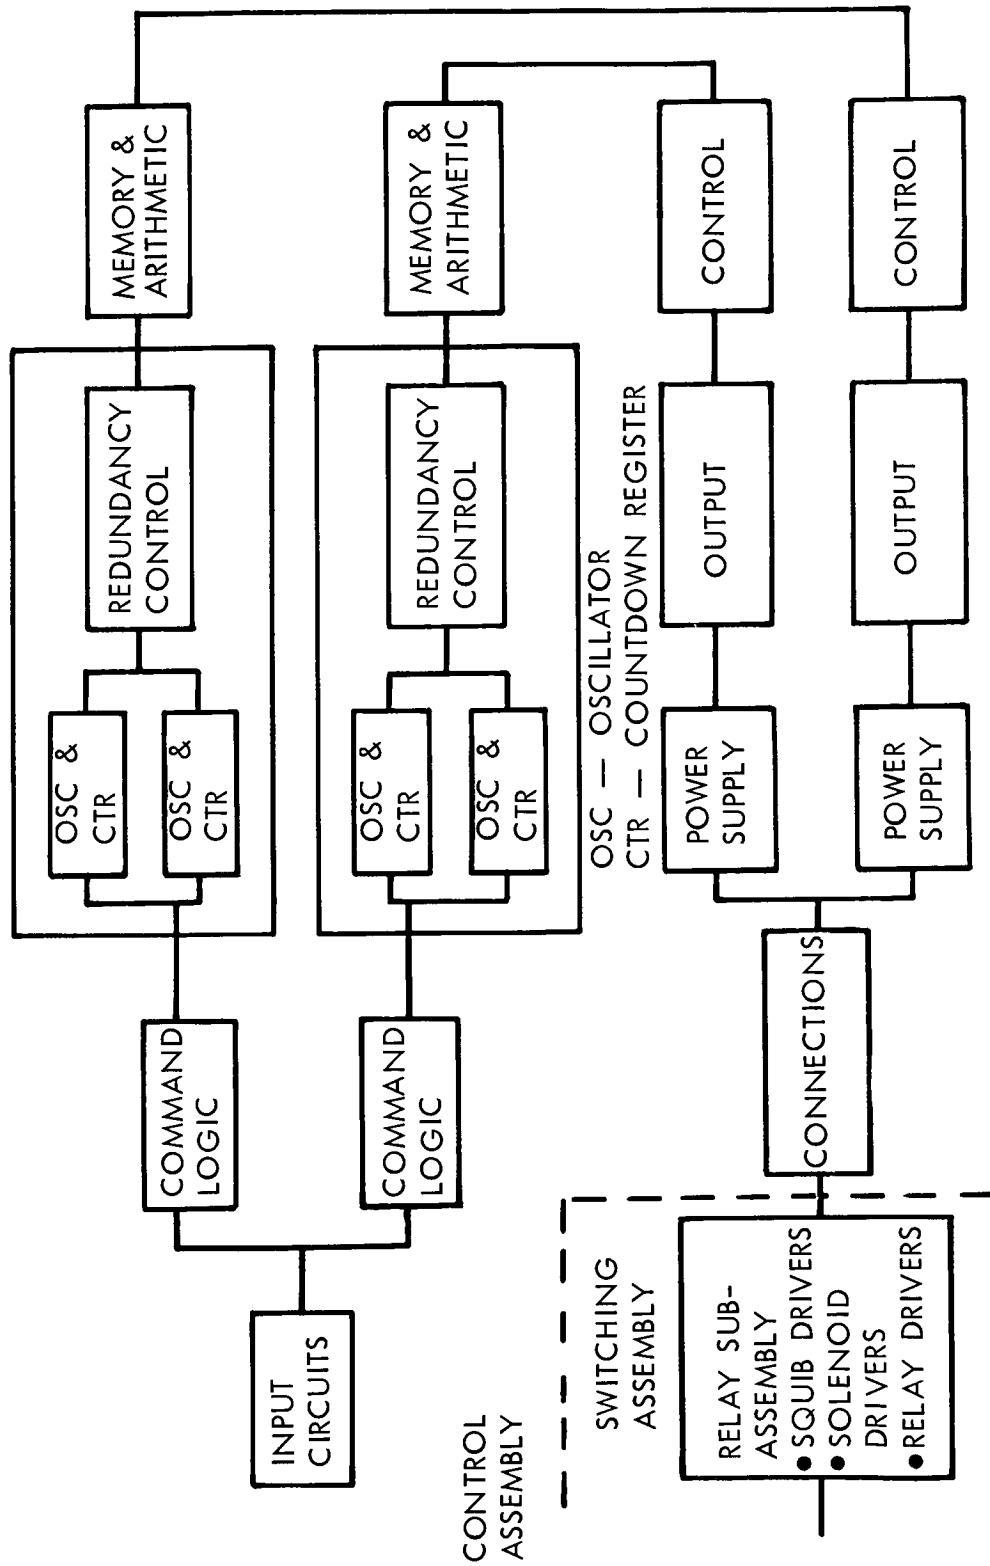 INPUT
CIRCUITS
COMMAND
LOGIC
OSC &
CTR
OSC &
CTR
REDUNDANCY
CONTROL
MEMORY &
ARITHMETIC
COMMAND
LOGIC
OSC &
CTR
OSC &
CTR
REDUNDANCY
CONTROL
MEMORY &
ARITHMETIC
CONTROL
ASSEMBLY
OSC — OSCILLATOR
CTR — COUNTDOWN REGISTER
SWITCHING
ASSEMBLY
RELAY SUB-
ASSEMBLY
● SQUIB DRIVERS
● SOLENOID
DRIVERS
● RELAY DRIVERS
CONNECTIONS
POWER
SUPPLY
OUTPUT
CONTROL
POWER
SUPPLY
OUTPUT
CONTROL